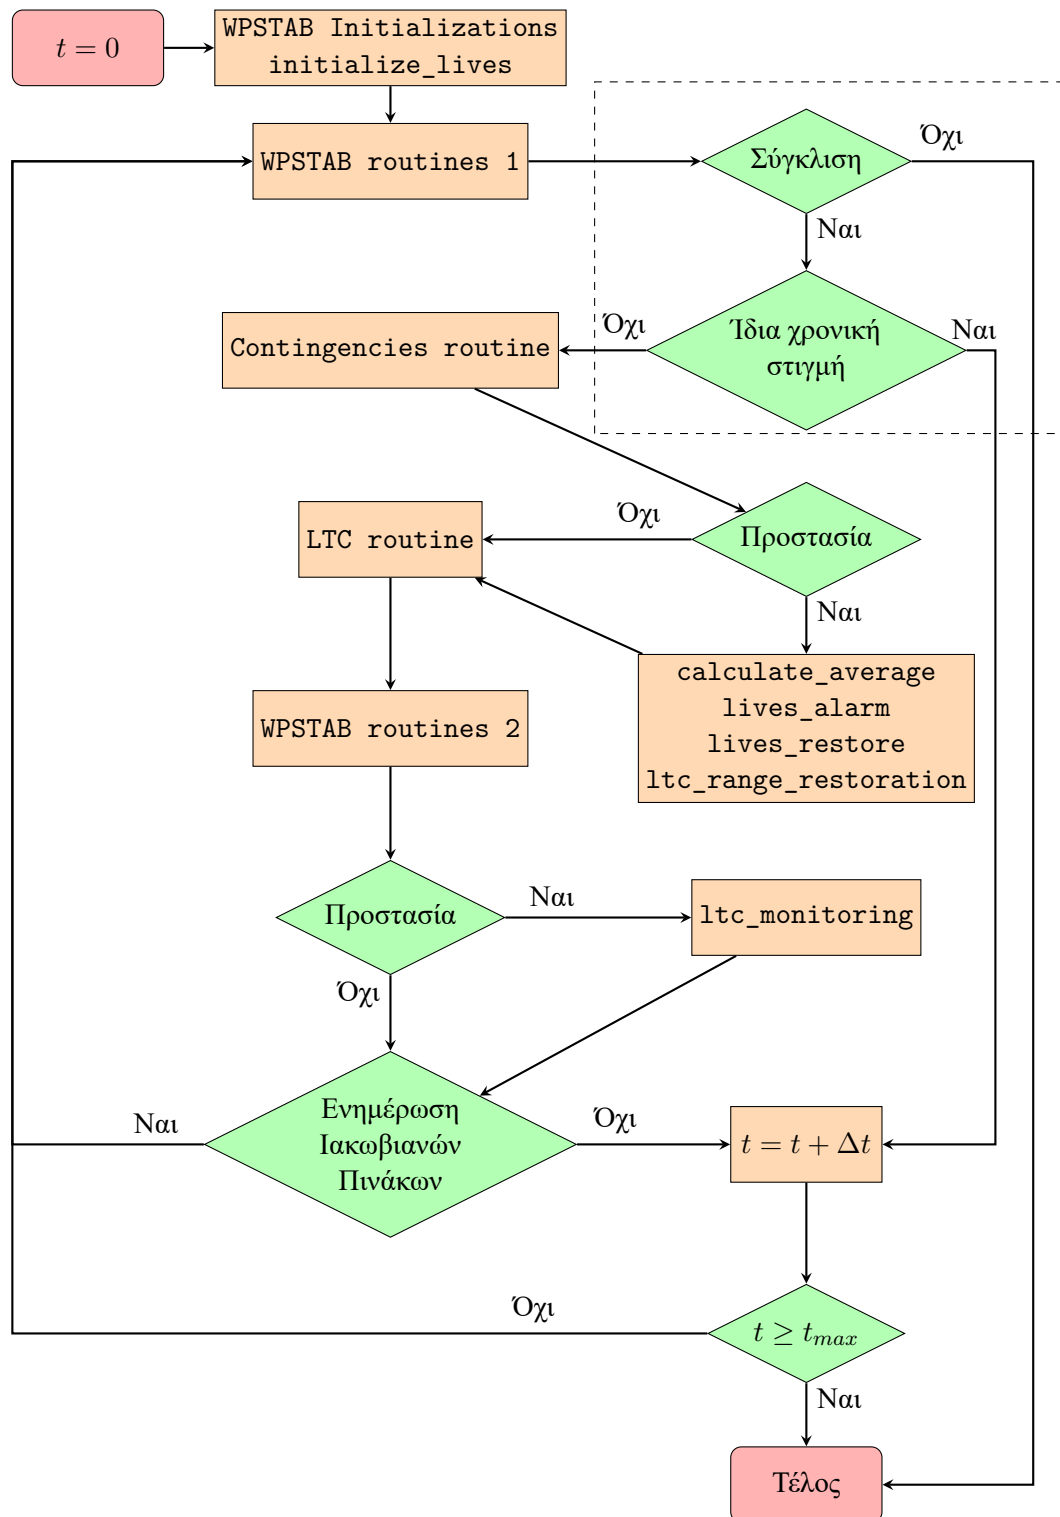 t = 0
WPSTAB Initializations
initialize_lives
WPSTAB routines 1
Σύγκλιση
Όχι
Ναι
Contingencies routine
Όχι
Ίδια χρονική
στιγμή
Ναι
LTC routine
Όχι
Προστασία
Ναι
calculate_average
lives_alarm
lives_restore
ltc_range_restoration
WPSTAB routines 2
Προστασία
Ναι
ltc_monitoring
Όχι
Ναι
Ενημέρωση
Ιακωβιανών
Πινάκων
Όχι
t = t + Δt
Όχι
t ≥ t_{max}
Ναι
Τέλος